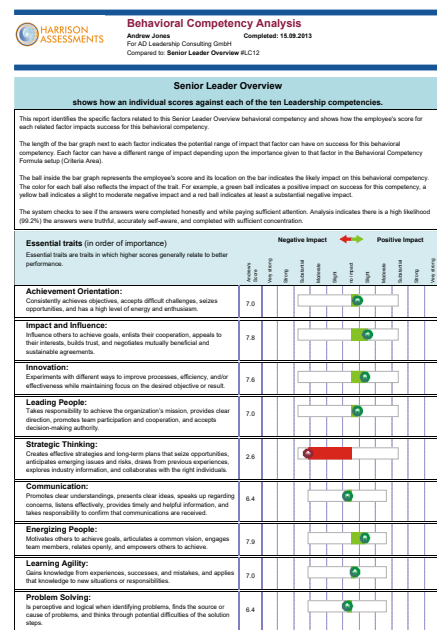 HARRISON
ASSESSMENTS
Behavioral Competency Analysis
Andrew Jones Completed: 15.09.2013
For AD Leadership Consulting GmbH
Compared to: Senior Leader Overview #LC12
Senior Leader Overview
shows how an individual scores against each of the ten Leadership competencies.
This report identifies the specific factors related to this Senior Leader Overview behavioral competency and shows how the employee's score for
each related factor impacts success for this behavioral competency.
The length of the bar graph next to each factor indicates the potential range of impact that factor can have on success for this behavioral
competency. Each factor can have a different range of impact depending upon the importance given to that factor in the Behavioral Competency
Formula setup (Criteria Area).
The ball inside the bar graph represents the employee's score and its location on the bar indicates the likely impact on this behavioral competency.
The color for each ball also reflects the impact of the trait. For example, a green ball indicates a positive impact on success for this competency, a
yellow ball indicates a slight to moderate negative impact and a red ball indicates at least a substantial negative impact.
The system checks to see if the answers were completed honestly and while paying sufficient attention. Analysis indicates there is a high likelihood
(99.2%) the answers were truthful, accurately self-aware, and completed with sufficient concentration.
Essential traits (in order of importance)
Essential traits are traits in which higher scores generally relate to better
performance.
Negative Impact Positive Impact
Andrew's
Score
Very strong
Strong
Substantial
Moderate
Slight
no impact
Slight
Moderate
Substantial
Strong
Very strong
Achievement Orientation:
Consistently achieves objectives, accepts difficult challenges, seizes
opportunities, and has a high level of energy and enthusiasm.
7.0
Impact and Influence:
Influences others to achieve goals, enlists their cooperation, appeals to
their interests, builds trust, and negotiates mutually beneficial and
sustainable agreements.
7.8
Innovation:
Experiments with different ways to improve processes, efficiency, and/or
effectiveness while maintaining focus on the desired objective or result.
7.6
Leading People:
Takes responsibility to achieve the organization's mission, provides clear
direction, promotes team participation and cooperation, and accepts
decision-making authority.
7.0
Strategic Thinking:
Creates effective strategies and long-term plans that seize opportunities,
anticipates emerging issues and risks, draws from previous experiences,
explores industry information, and collaborates with the right individuals.
2.6
Communication:
Promotes clear understandings, presents clear ideas, speaks up regarding
concerns, listens effectively, provides timely and helpful information, and
takes responsibility to confirm that communications are received.
6.4
Energizing People:
Motivates others to achieve goals, articulates a common vision, engages
team members, relates openly, and empowers others to achieve.
7.9
Learning Agility:
Gains knowledge from experiences, successes, and mistakes, and applies
that knowledge to new situations or responsibilities.
7.0
Problem Solving:
Is perceptive and logical when identifying problems, finds the source or
cause of problems, and thinks through potential difficulties of the solution
steps.
6.4